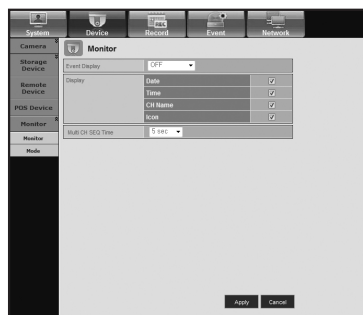 System Device Record Event Network
REC
Camera
Storage Device
Remote Device
POS Device
Monitor
Monitor
Mode
Monitor
Event Display OFF
Display Date
Time
CH Name
Icon
Multi CH SEQ Time 5 sec
Apply Cancel